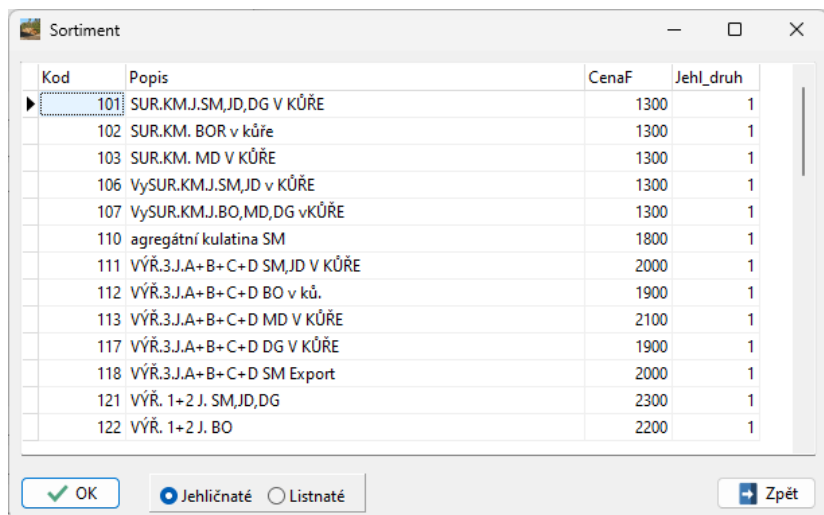 Sortiment
Kod Popis CenaF Jehl_druh
101 SUR.KM.J.SM,JD,DG V KŮŘE 1300 1
102 SUR.KM. BOR v kůře 1300 1
103 SUR.KM. MD V KŮŘE 1300 1
106 VySUR.KM.J.SM,JD v KŮŘE 1300 1
107 VySUR.KM.J.BO,MD,DG vKŮŘE 1300 1
110 agregátní kulatina SM 1800 1
111 VÝŘ.3.J.A+B+C+D SM,JD V KŮŘE 2000 1
112 VÝŘ.3.J.A+B+C+D BO v ků. 1900 1
113 VÝŘ.3.J.A+B+C+D MD V KŮŘE 2100 1
117 VÝŘ.3.J.A+B+C+D DG V KŮŘE 1900 1
118 VÝŘ.3.J.A+B+C+D SM Export 2000 1
121 VÝŘ. 1+2 J. SM,JD,DG 2300 1
122 VÝŘ. 1+2 J. BO 2200 1
OK Jehličnaté Listnaté Zpět